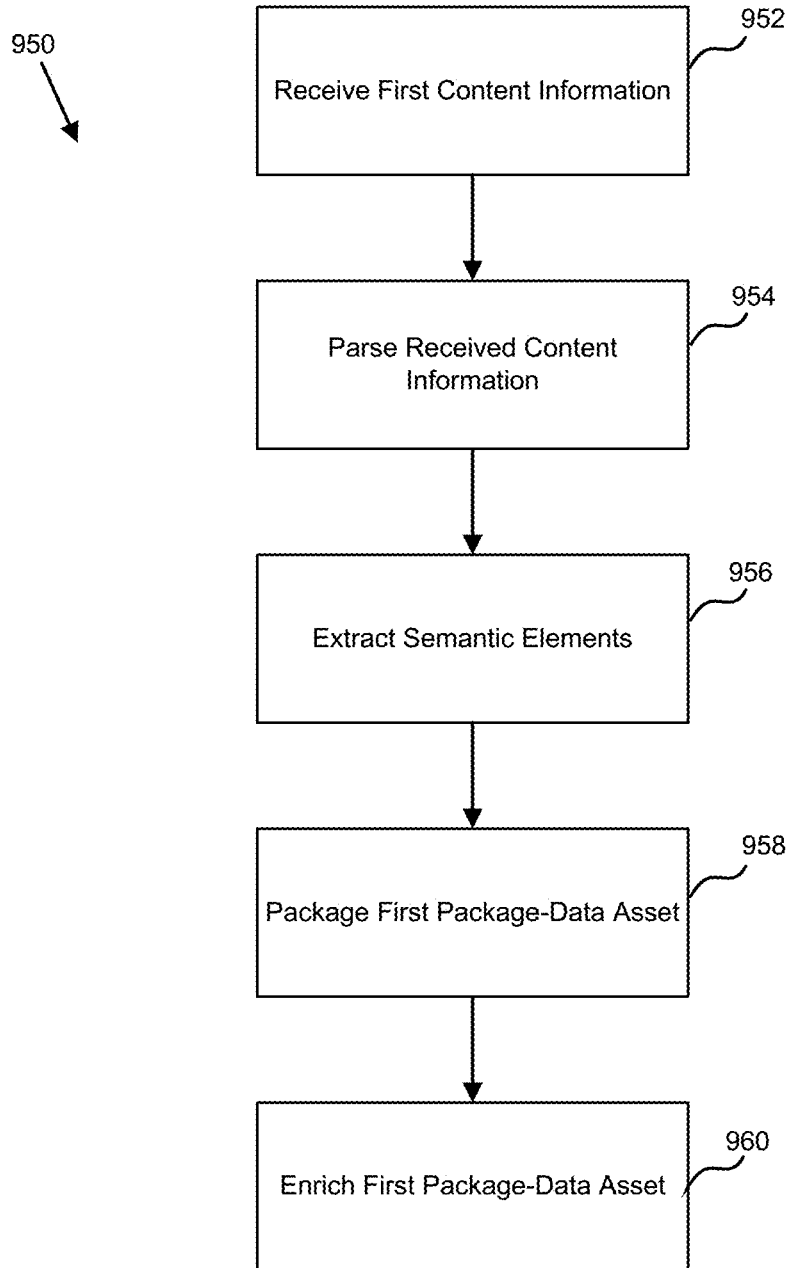 950
952
Receive First Content Information
954
Parse Received Content
Information
956
Extract Semantic Elements
958
Package First Package-Data Asset
960
Enrich First Package-Data Asset